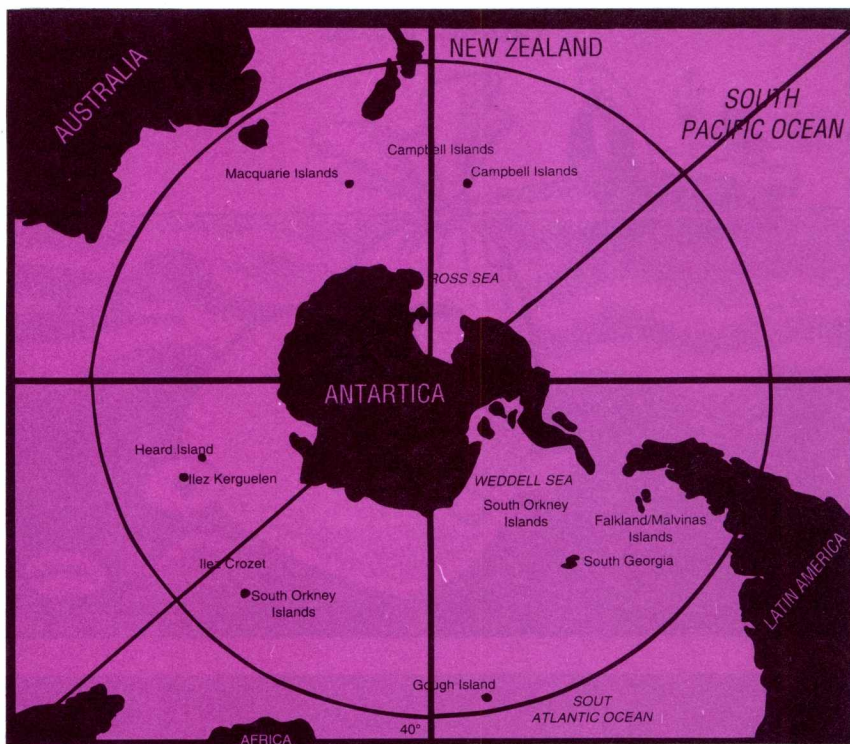 NEW ZEALAND
AUSTRALIA
SOUTH
PACIFIC OCEAN
Campbell Islands
Macquarie Islands
Campbell Islands
ROSS SEA
ANTARTICA
Heard Island
Ilez Kerguelen
WEDDELL SEA
South Orkney
Islands
Falkland/Malvinas
Islands
South Georgia
Ilez Crozet
South Orkney
Islands
LATIN AMERICA
Gough Island
SOUT
ATLANTIC OCEAN
40°
AFRICA